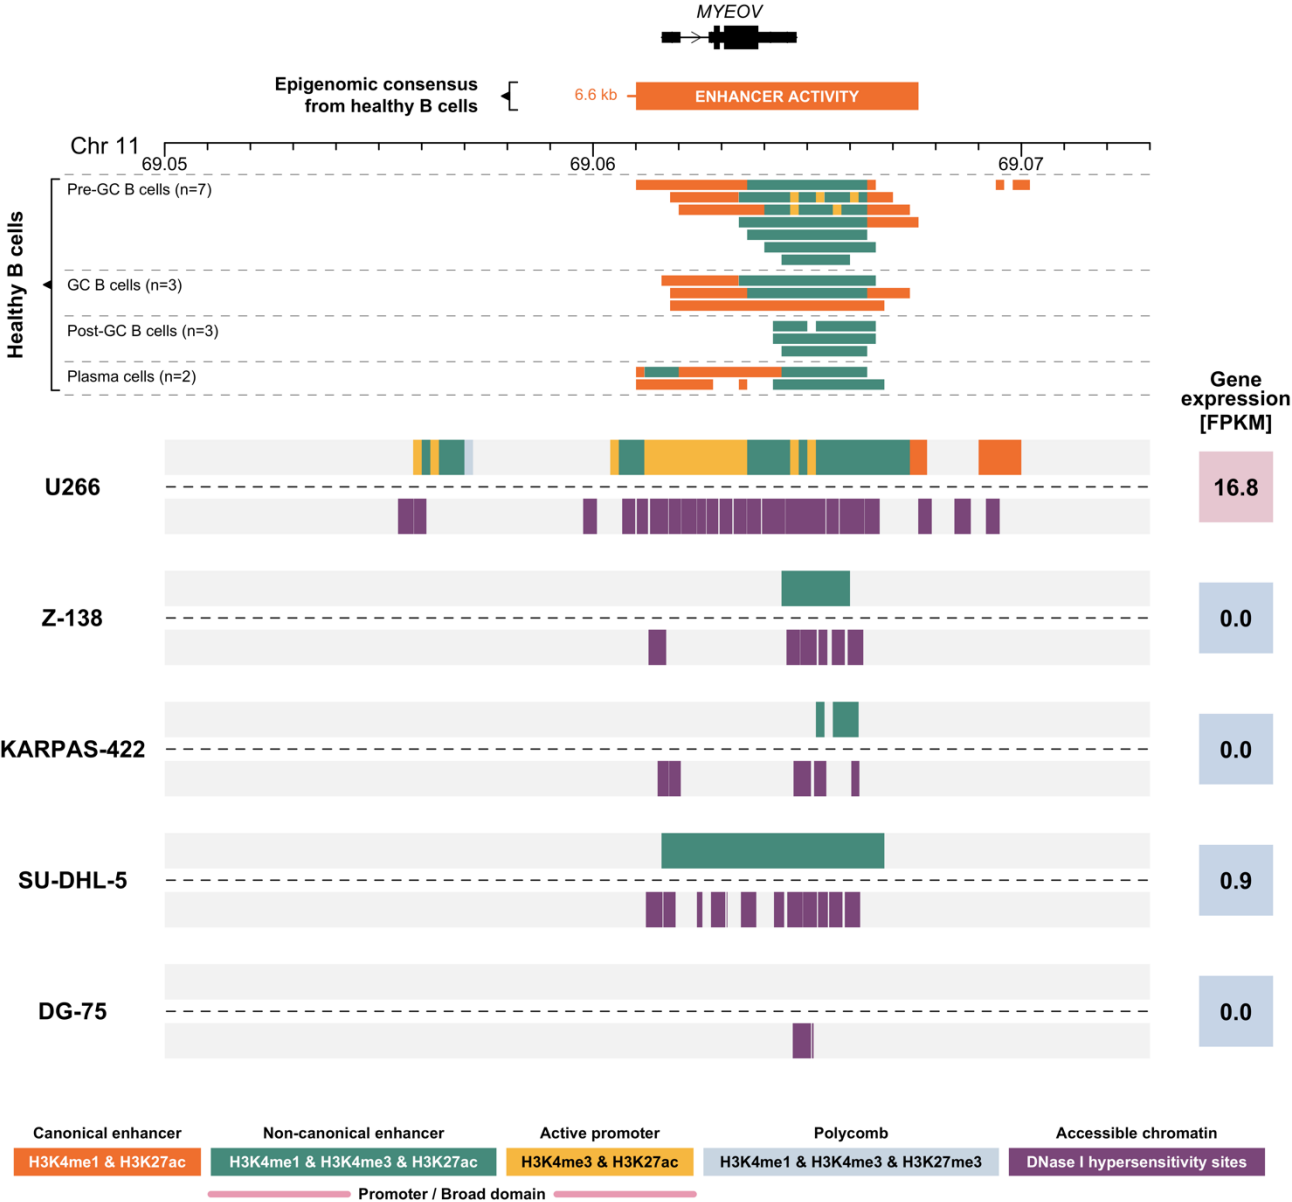 MYEOV
Epigenomic consensus
from healthy B cells
6.6 kb
ENHANCER ACTIVITY
Chr 11
69.05
69.06
69.07
Healthy B cells
Pre-GC B cells (n=7)
GC B cells (n=3)
Post-GC B cells (n=3)
Plasma cells (n=2)
Gene
expression
[FPKM]
U266
16.8
Z-138
0.0
KARPAS-422
0.0
SU-DHL-5
0.9
DG-75
0.0
Canonical enhancer
Non-canonical enhancer
Active promoter
Polycomb
Accessible chromatin
H3K4me1 & H3K27ac
H3K4me1 & H3K4me3 & H3K27ac
H3K4me3 & H3K27ac
H3K4me1 & H3K4me3 & H3K27me3
DNase I hypersensitivity sites
Promoter / Broad domain